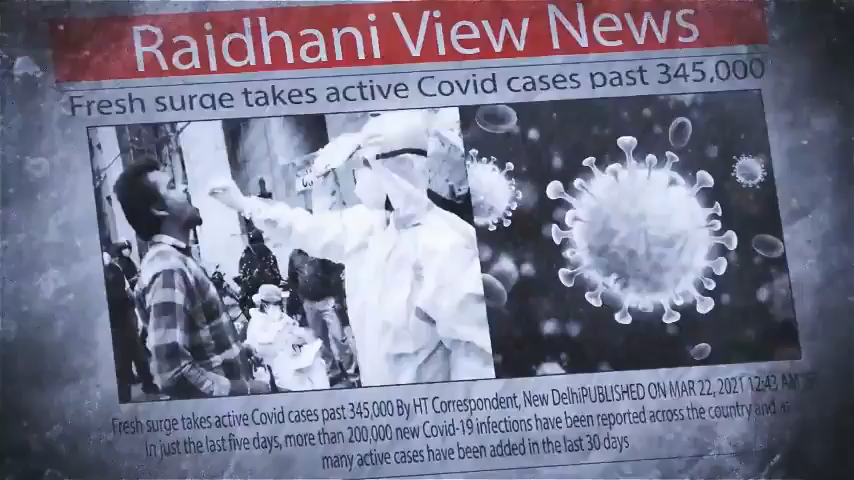 Rajdhani View News
Fresh surge takes active Covid cases past 345,000
Fresh surge takes active Covid cases past 345,000 By HT Correspondent, New DelhiPUBLISHED ON MAR 22, 2021 12:43 AM
In just the last five days, more than 200,000 new Covid-19 infections have been reported across the country and as
many active cases have been added in the last 30 days